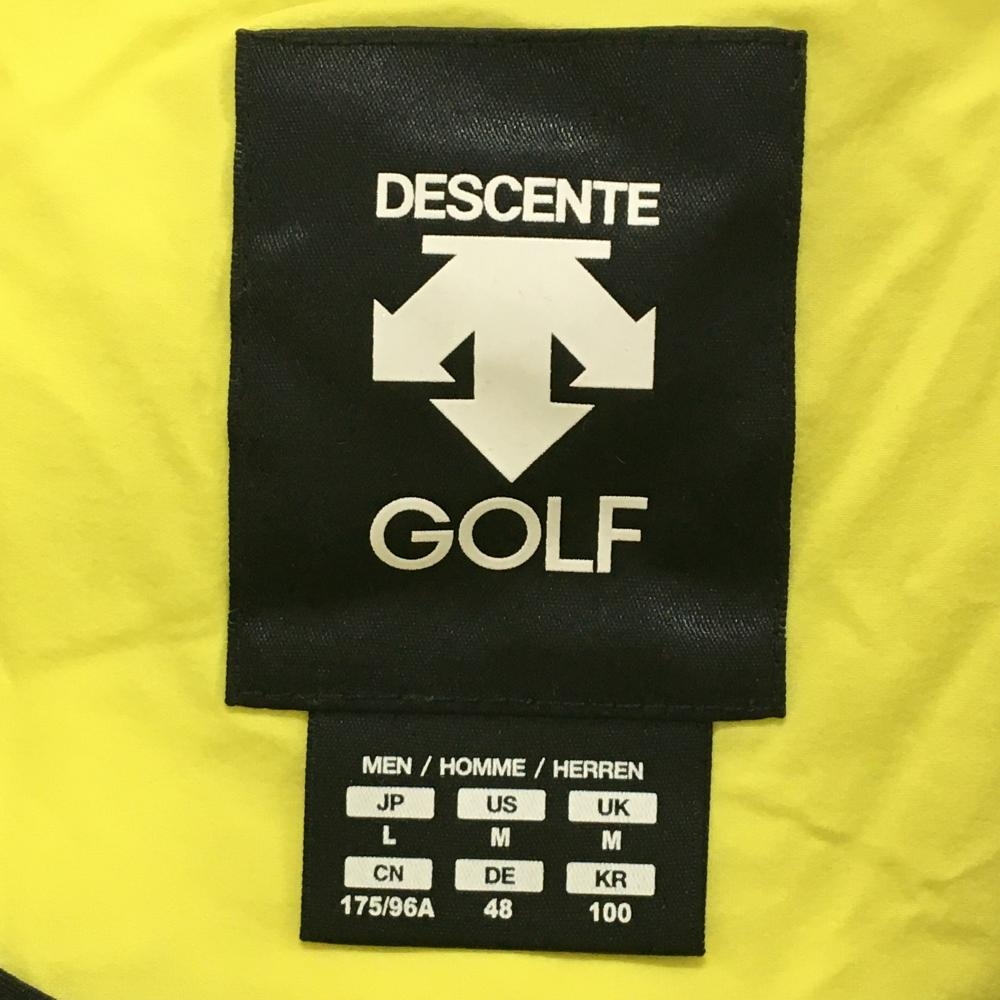 DESCENTE
GOLF
MEN / HOMME / HERREN
JP US UK
L M M
CN DE KR
175/96A 48 100